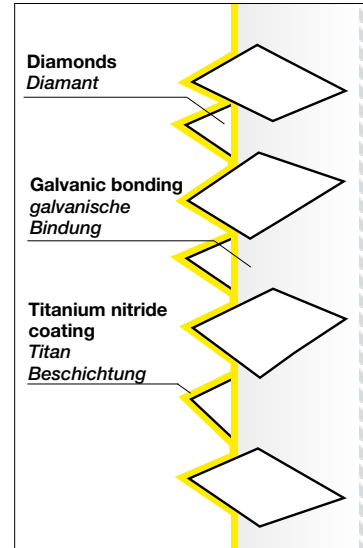 Diamonds
Diamant
Galvanic bonding
galvanische
Bindung
Titanium nitride
coating
Titan
Beschichtung